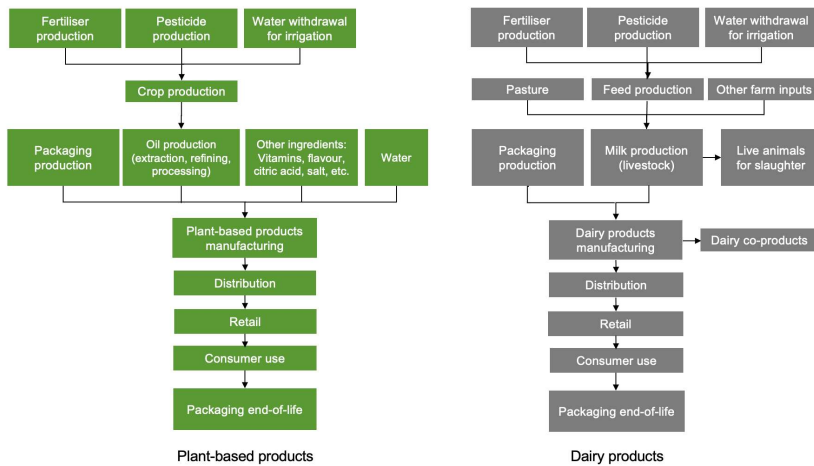 Fertiliser
production
Pesticide
production
Water withdrawal
for irrigation
Crop production
Packaging
production
Oil production
(extraction, refining,
processing)
Other ingredients:
Vitamins, flavour,
citric acid, salt, etc.
Water
Plant-based products
manufacturing
Distribution
Retail
Consumer use
Packaging end-of-life
Plant-based products
Fertiliser
production
Pesticide
production
Water withdrawal
for irrigation
Pasture
Feed production
Other farm inputs
Packaging
production
Milk production
(livestock)
Live animals
for slaughter
Dairy products
manufacturing
Dairy co-products
Distribution
Retail
Consumer use
Packaging end-of-life
Dairy products